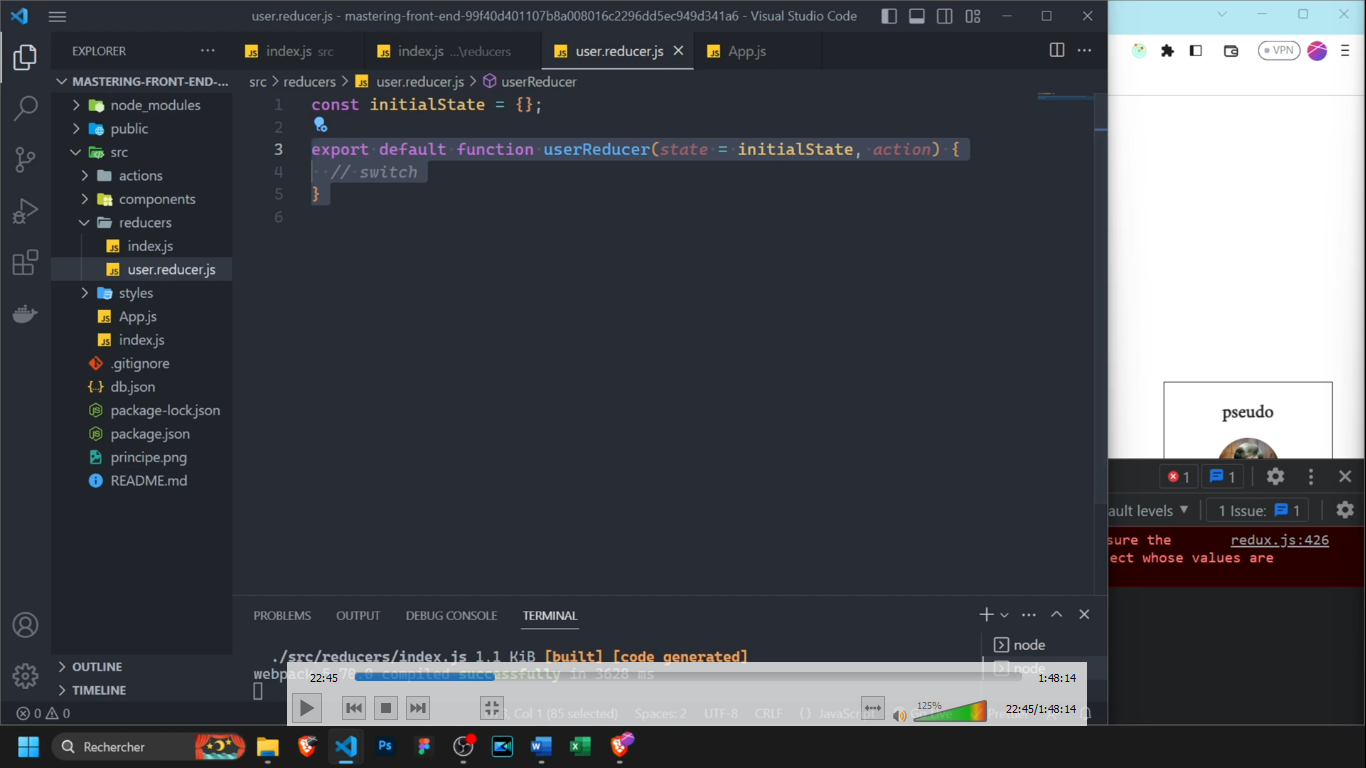 user.reducer.js - mastering-front-end-99f40d401107b8a008016c2296dd5ec949d341a6 - Visual Studio Code
EXPLORER
index.js src
index.js ...\reducers
user.reducer.js
App.js
VPN
MASTERING-FRONT-END-...
src > reducers > user.reducer.js > userReducer
node_modules
public
src
actions
components
reducers
index.js
user.reducer.js
styles
App.js
index.js
.gitignore
db.json
package-lock.json
package.json
principe.png
README.md
OUTLINE
TIMELINE
1 const initialState = {};
2
3 export default function userReducer(state = initialState, action) {
4 // switch
5 }
6
pseudo
1 1
ault levels ▼ 1 Issue: 1
sure the redux.js:426
ect whose values are
PROBLEMS OUTPUT DEBUG CONSOLE TERMINAL
./src/reducers/index.js 1.1 KiB [built] [code generated]
compiled successfully in 3628 ms
node
node
22:45 1:48:14
125%
22:45/1:48:14
0 0
Col 1 (85 selected) Spaces: 2 UTF-8 CRLF {} JavaScript
Rechercher